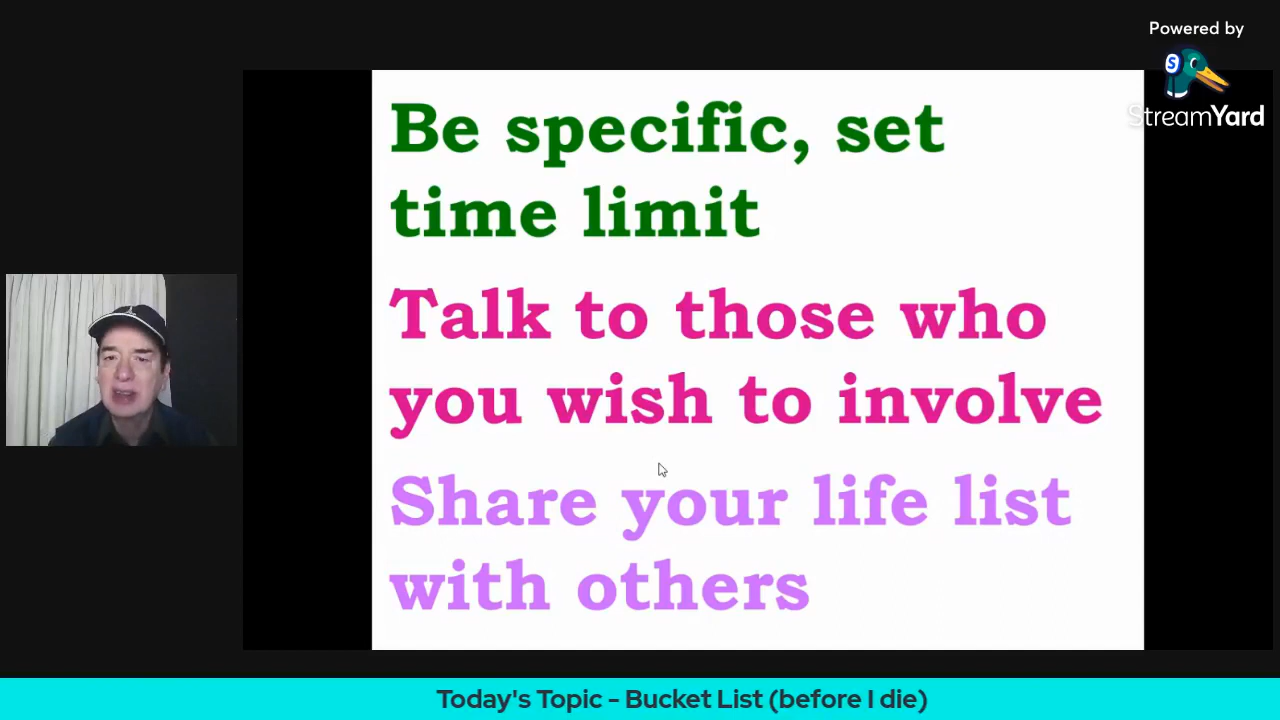 Powered by
S
StreamYard
Be specific, set
time limit
Talk to those who
you wish to involve
Share your life list
with others
Today's Topic - Bucket List (before I die)